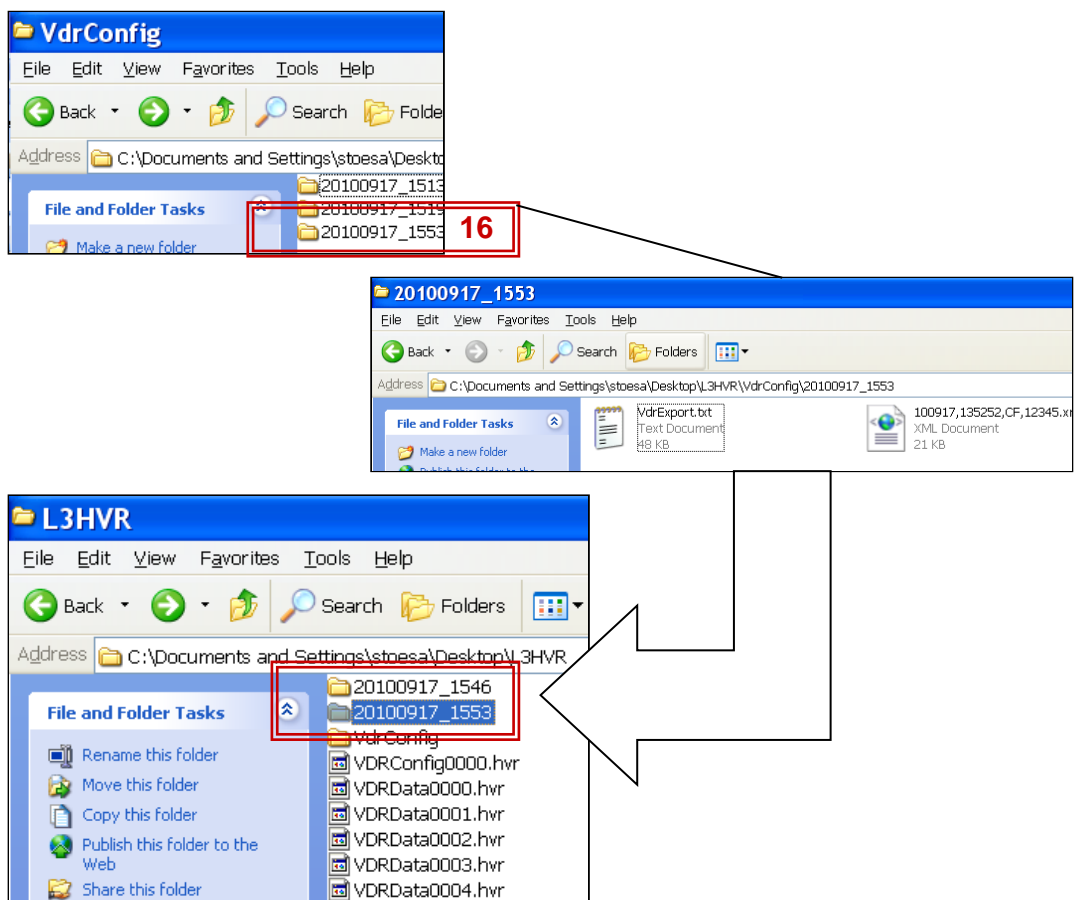 VdrConfig
File Edit View Favorites Tools Help
Back Search Folde
Address C:\Documents and Settings\stoesa\Deskto
File and Folder Tasks
Make a new folder
20100917_1513
20100917_1519
20100917_1553
16
20100917_1553
File Edit View Favorites Tools Help
Back Search Folders
Address C:\Documents and Settings\stoesa\Desktop\L3HVR\VdrConfig\20100917_1553
File and Folder Tasks
Make a new folder
Publish this folder to the
VdrExport.txt
Text Document
48 KB
100917,135252,CF,12345.xm
XML Document
21 KB
L3HVR
File Edit View Favorites Tools Help
Back Search Folders
Address C:\Documents and Settings\stoesa\Desktop\L3HVR
File and Folder Tasks
Rename this folder
Move this folder
Copy this folder
Publish this folder to the
Web
Share this folder
20100917_1546
20100917_1553
VdrConfig
VDRConfig0000.hvr
VDRData0000.hvr
VDRData0001.hvr
VDRData0002.hvr
VDRData0003.hvr
VDRData0004.hvr